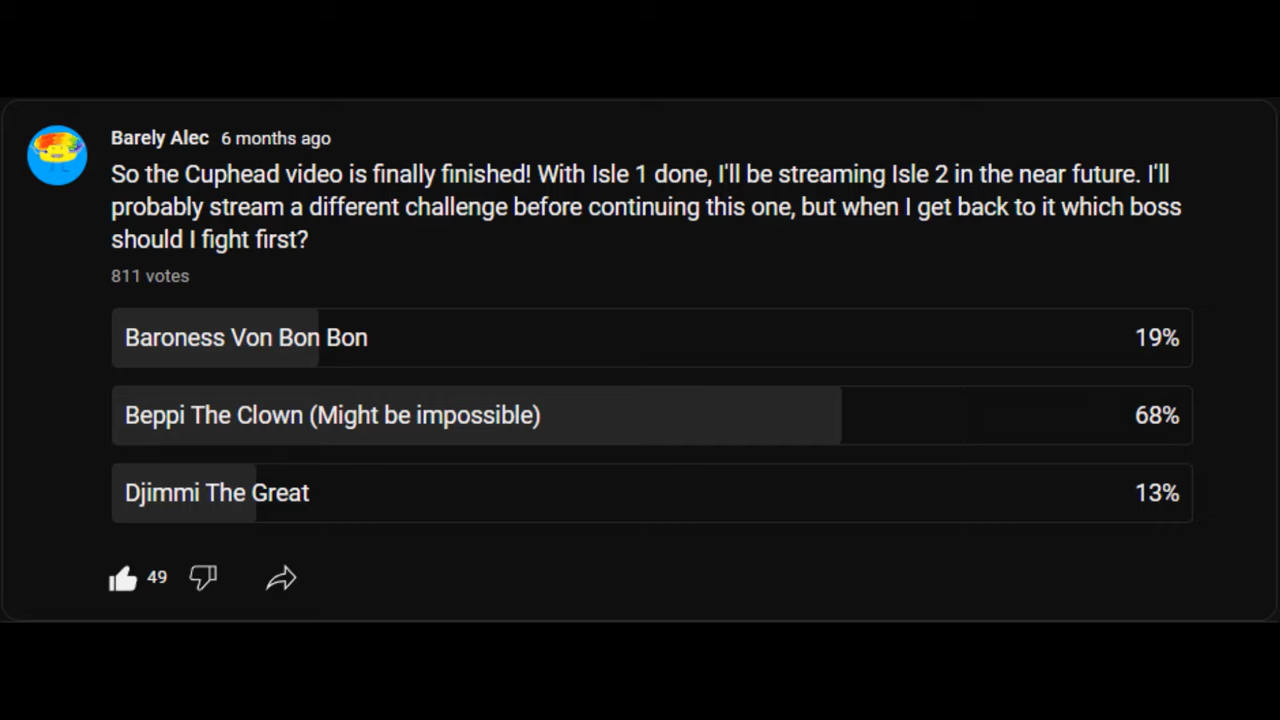 Barely Alec 6 months ago
So the Cuphead video is finally finished! With Isle 1 done, I'll be streaming Isle 2 in the near future. I'll
probably stream a different challenge before continuing this one, but when I get back to it which boss
should I fight first?
811 votes
Baroness Von Bon Bon 19%
Beppi The Clown (Might be impossible) 68%
Djimmi The Great 13%
49